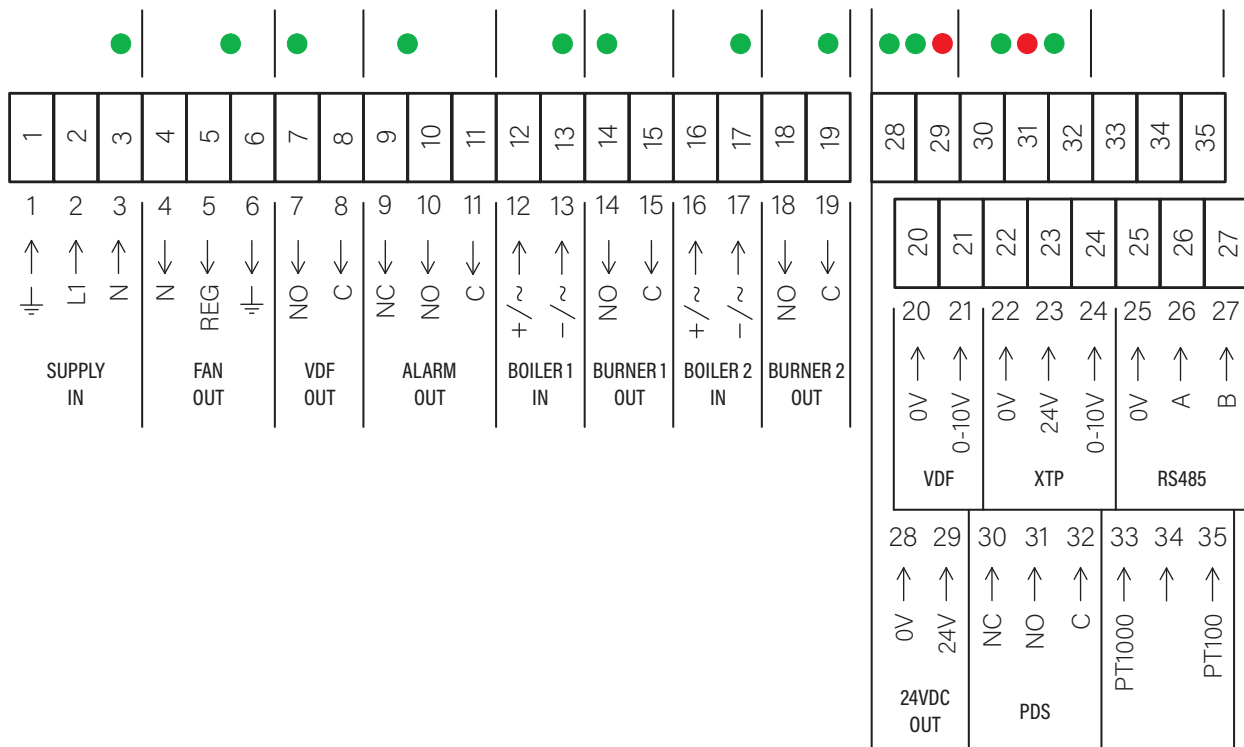 1 2 3 4 5 6 7 8 9 10 11 12 13 14 15 16 17 18 19
1 2 3 4 5 6 7 8 9 10 11 12 13 14 15 16 17 18 19
L1 N N REG NO C NC NO C +/~ -/~ NO C +/~ -/~ NO C
SUPPLY FAN VDF ALARM BOILER 1 BURNER 1 BOILER 2 BURNER 2
IN OUT OUT OUT IN OUT IN OUT
28 29 30 31 32 33 34 35
20 21 22 23 24 25 26 27
20 21 22 23 24 25 26 27
0V 0-10V 0V 24V 0-10V 0V A B
VDF XTP RS485
28 29 30 31 32 33 34 35
0V 24V NC NO C PT1000 PT100
24VDC PDS
OUT